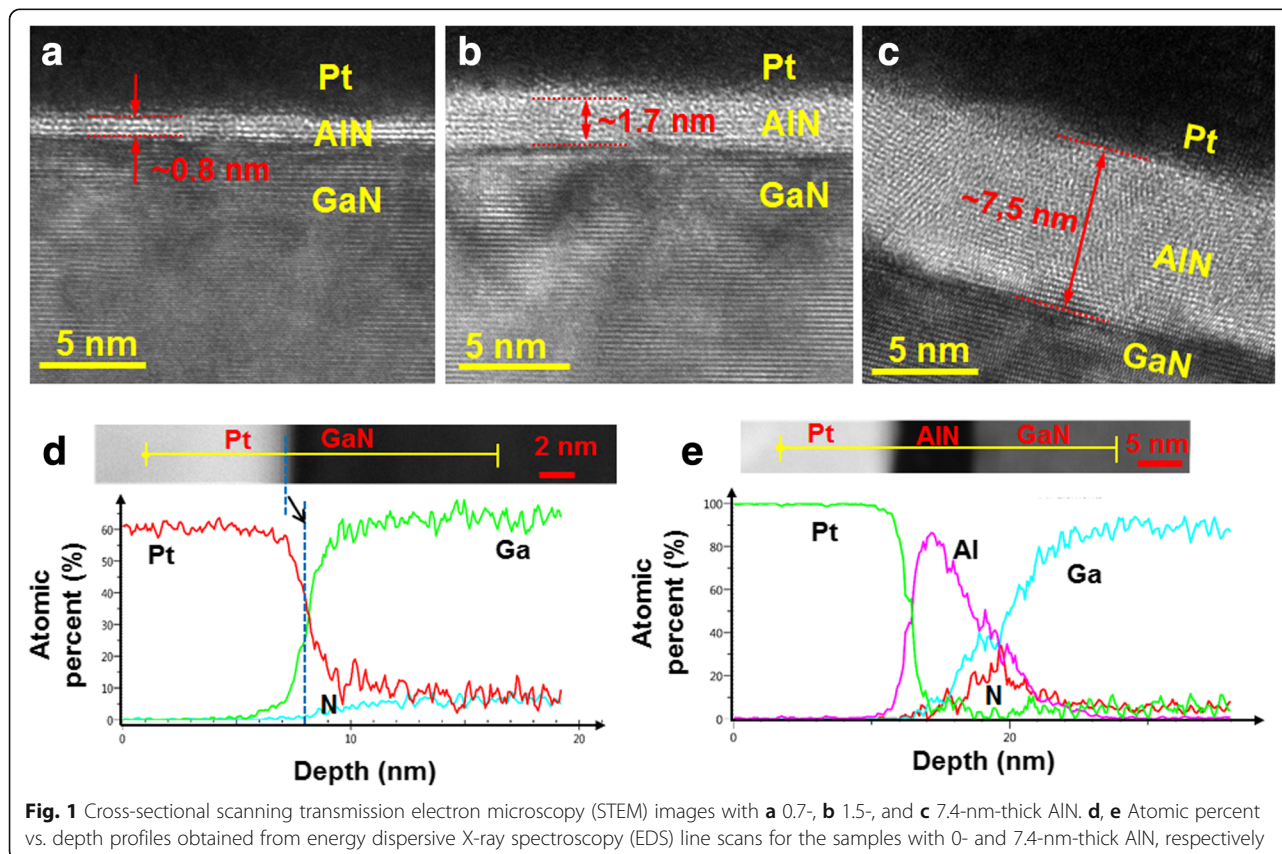 a
Pt
AlN
~0.8 nm
GaN
5 nm
b
Pt
~1.7 nm
AlN
GaN
5 nm
c
Pt
~7,5 nm
AlN
GaN
5 nm
d
Pt GaN
2 nm
Atomic percent (%)
60
50
40
30
20
10
0
Pt
Ga
N
0 10 20
Depth (nm)
e
Pt AlN GaN
5 nm
Atomic percent (%)
100
80
60
40
20
0
Pt
Al
Ga
N
0 20
Depth (nm)
Fig. 1 Cross-sectional scanning transmission electron microscopy (STEM) images with a 0.7-, b 1.5-, and c 7.4-nm-thick AlN. d, e Atomic percent
vs. depth profiles obtained from energy dispersive X-ray spectroscopy (EDS) line scans for the samples with 0- and 7.4-nm-thick AlN, respectively